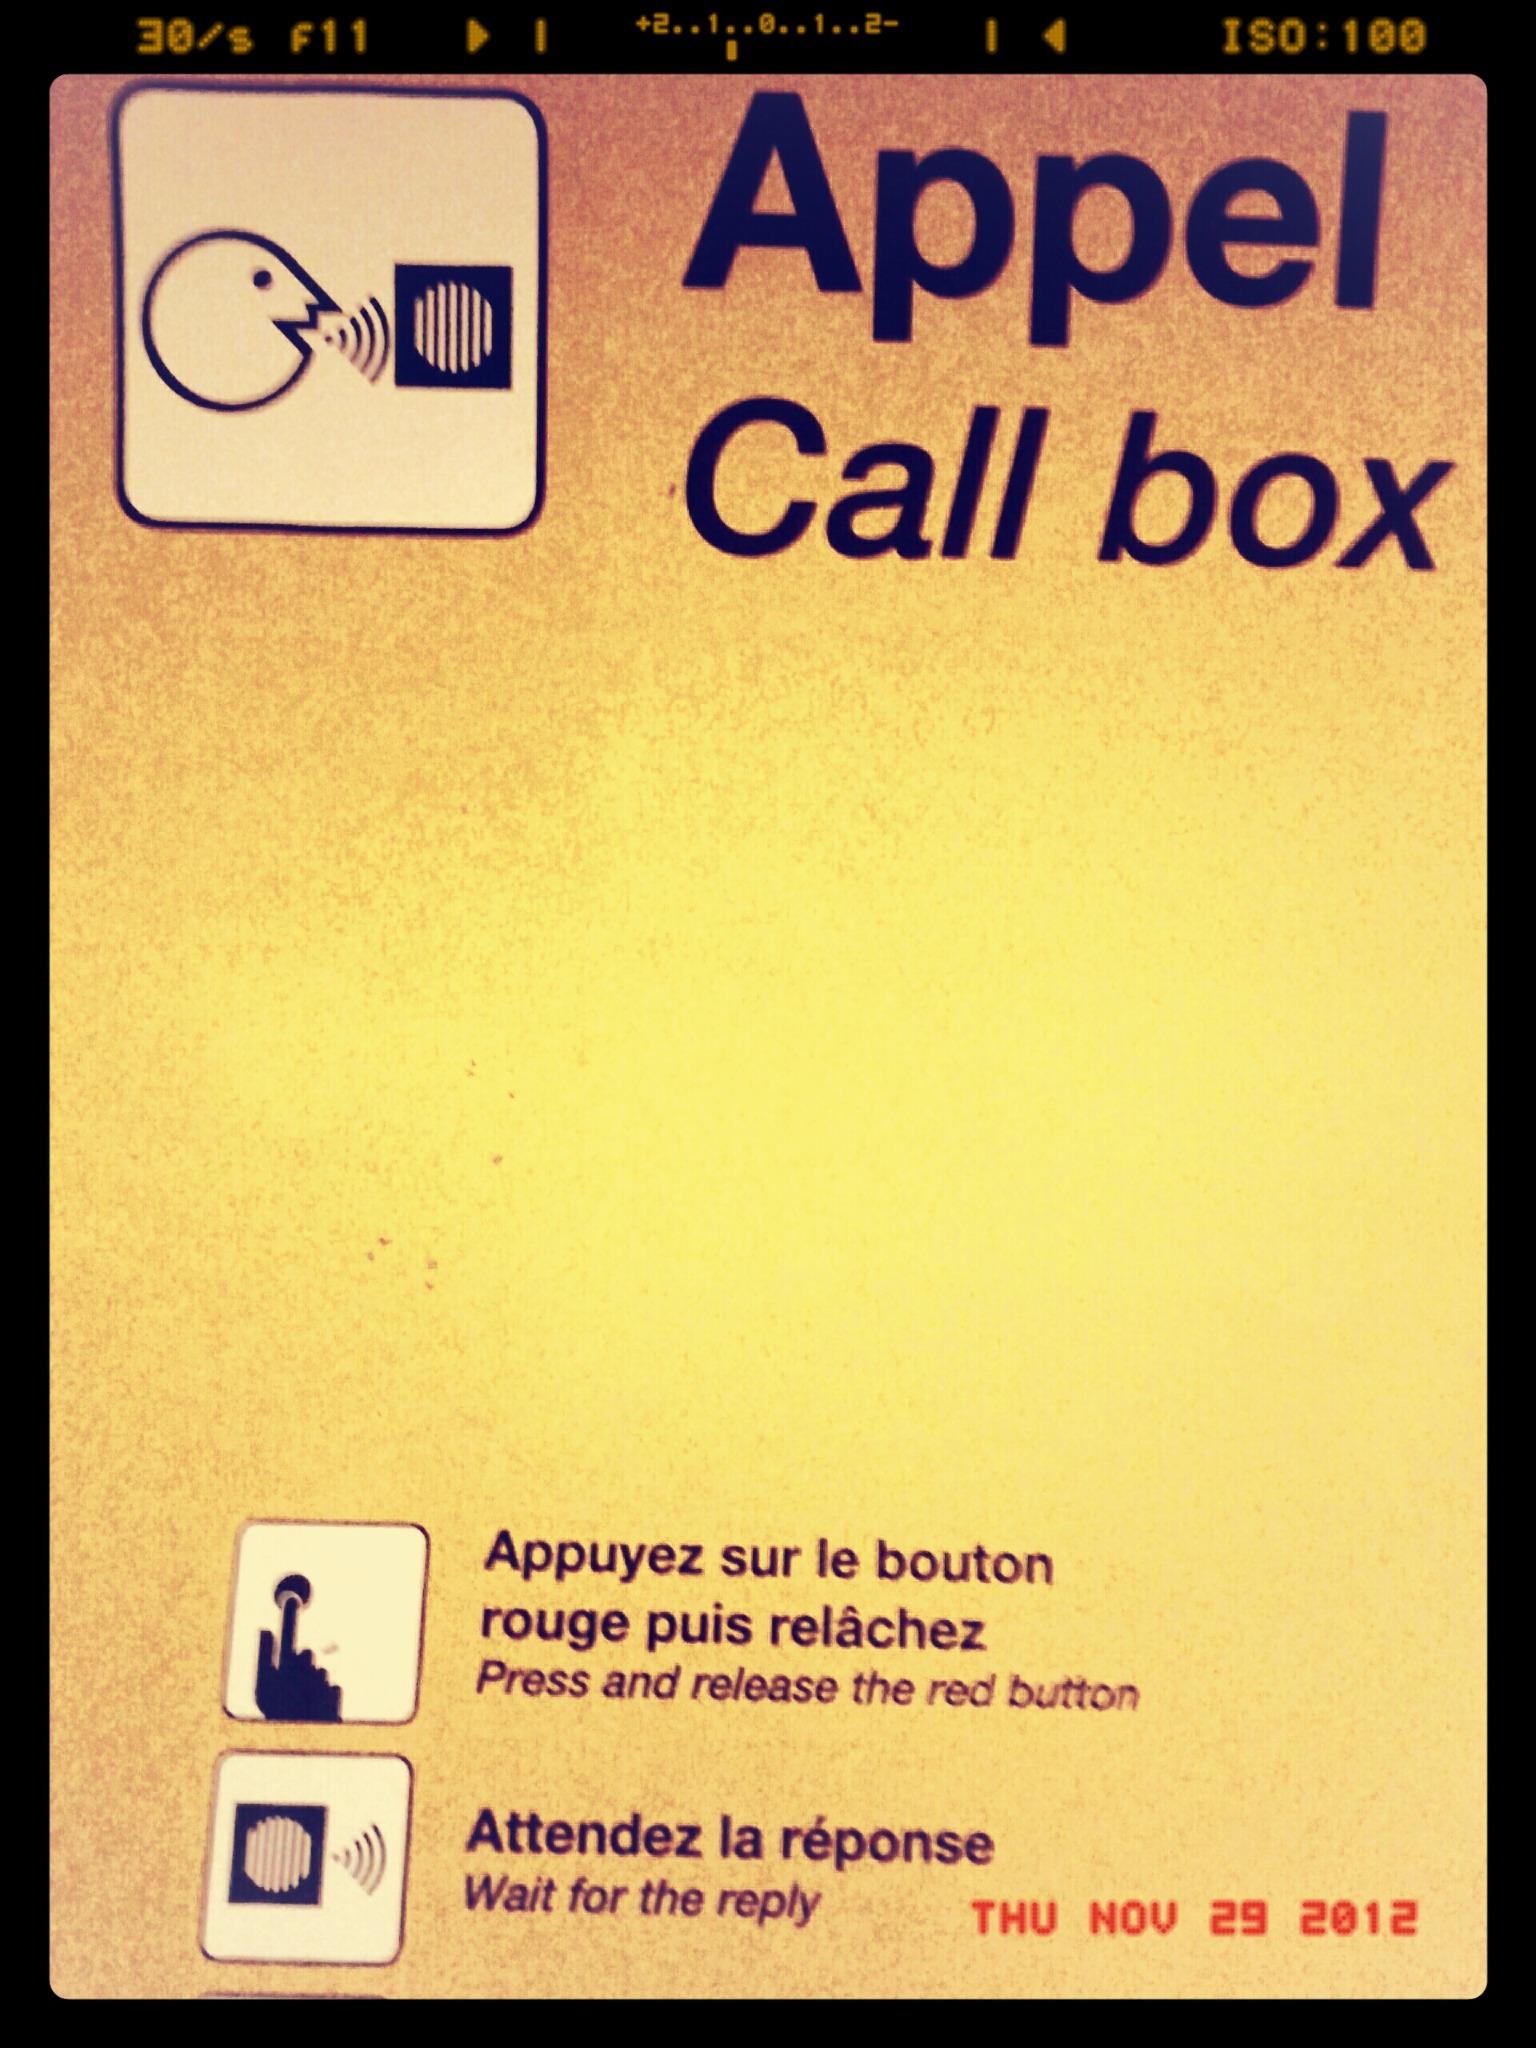 30/s F11 +2..1..0..1..2- ISO:100
Appel
Call box
Appuyez sur le bouton
rouge puis relâchez
Press and release the red button
Attendez la réponse
Wait for the reply
THU NOV 29 2012